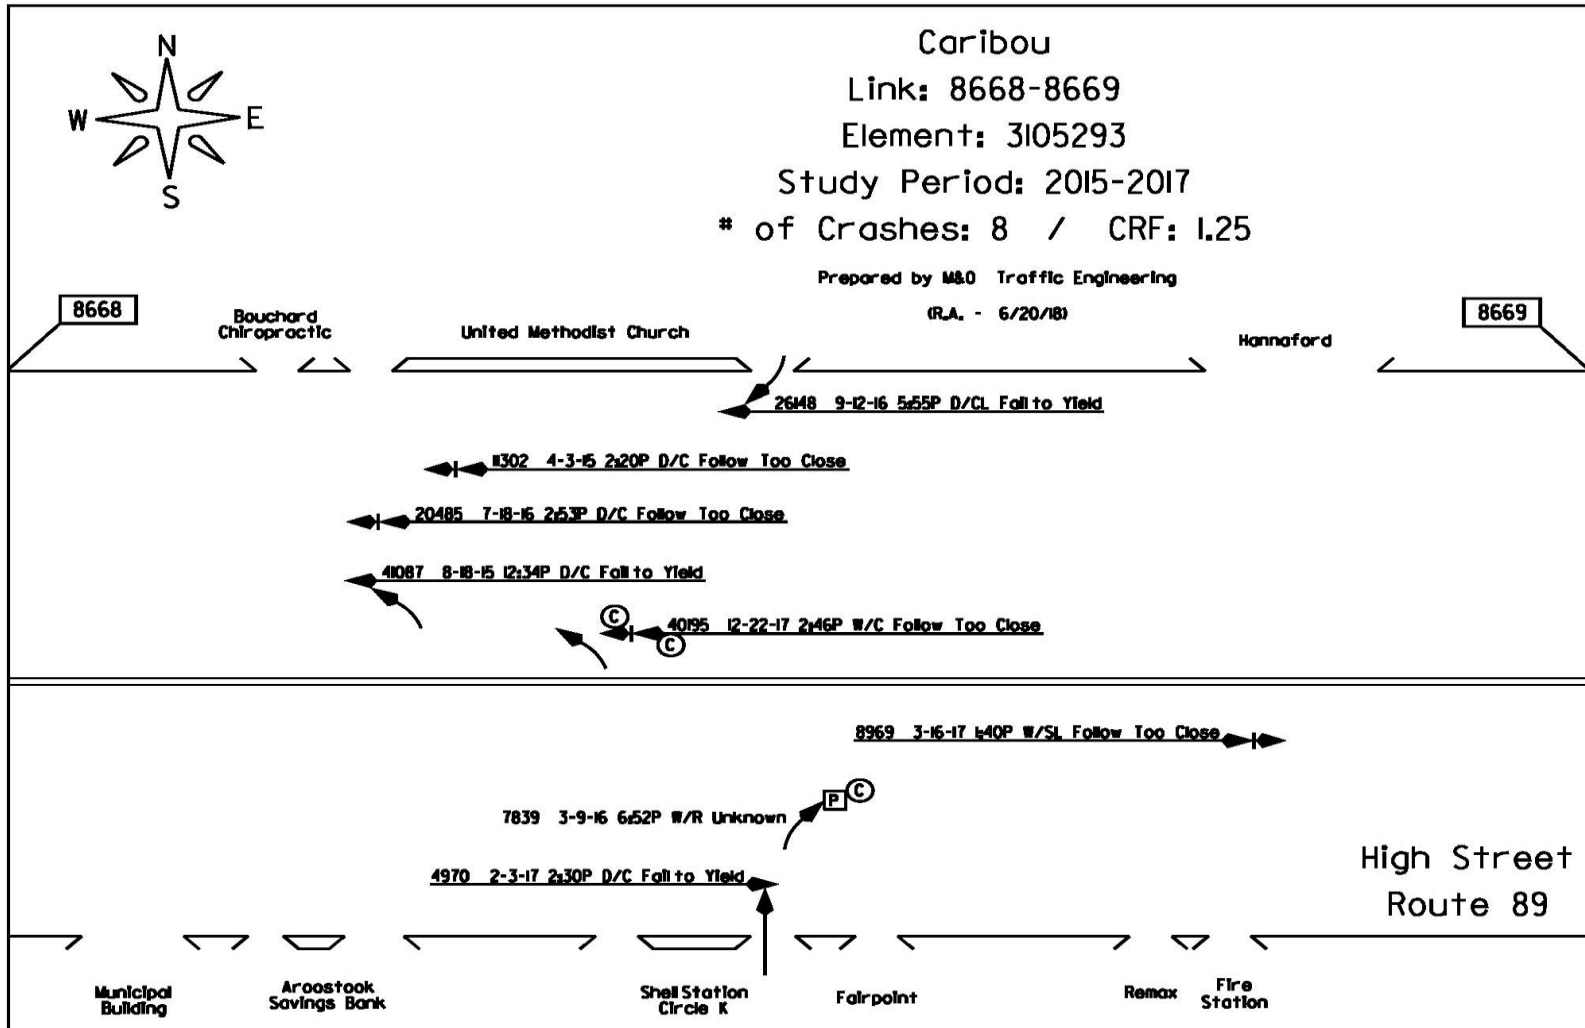 N
W E
S
Caribou
Link: 8668-8669
Element: 3105293
Study Period: 2015-2017
# of Crashes: 8 / CRF: 1.25
Prepared by M&O Traffic Engineering
(R.A. - 6/20/18)
8668
Bouchard
Chiropractic
United Methodist Church
Hannaford
8669
26148 9-12-16 5:55P D/CL Fail to Yield
11302 4-3-15 2:20P D/C Follow Too Close
20485 7-18-16 2:53P D/C Follow Too Close
41087 8-18-15 12:34P D/C Fail to Yield
C
40195 12-22-17 2:46P W/C Follow Too Close
C
8969 3-16-17 1:40P W/SL Follow Too Close
P C
7839 3-9-16 6:52P W/R Unknown
4970 2-3-17 2:30P D/C Fail to Yield
High Street
Route 89
Municipal
Building
Aroostook
Savings Bank
Shell Station
Circle K
Fairpoint
Remax
Fire
Station